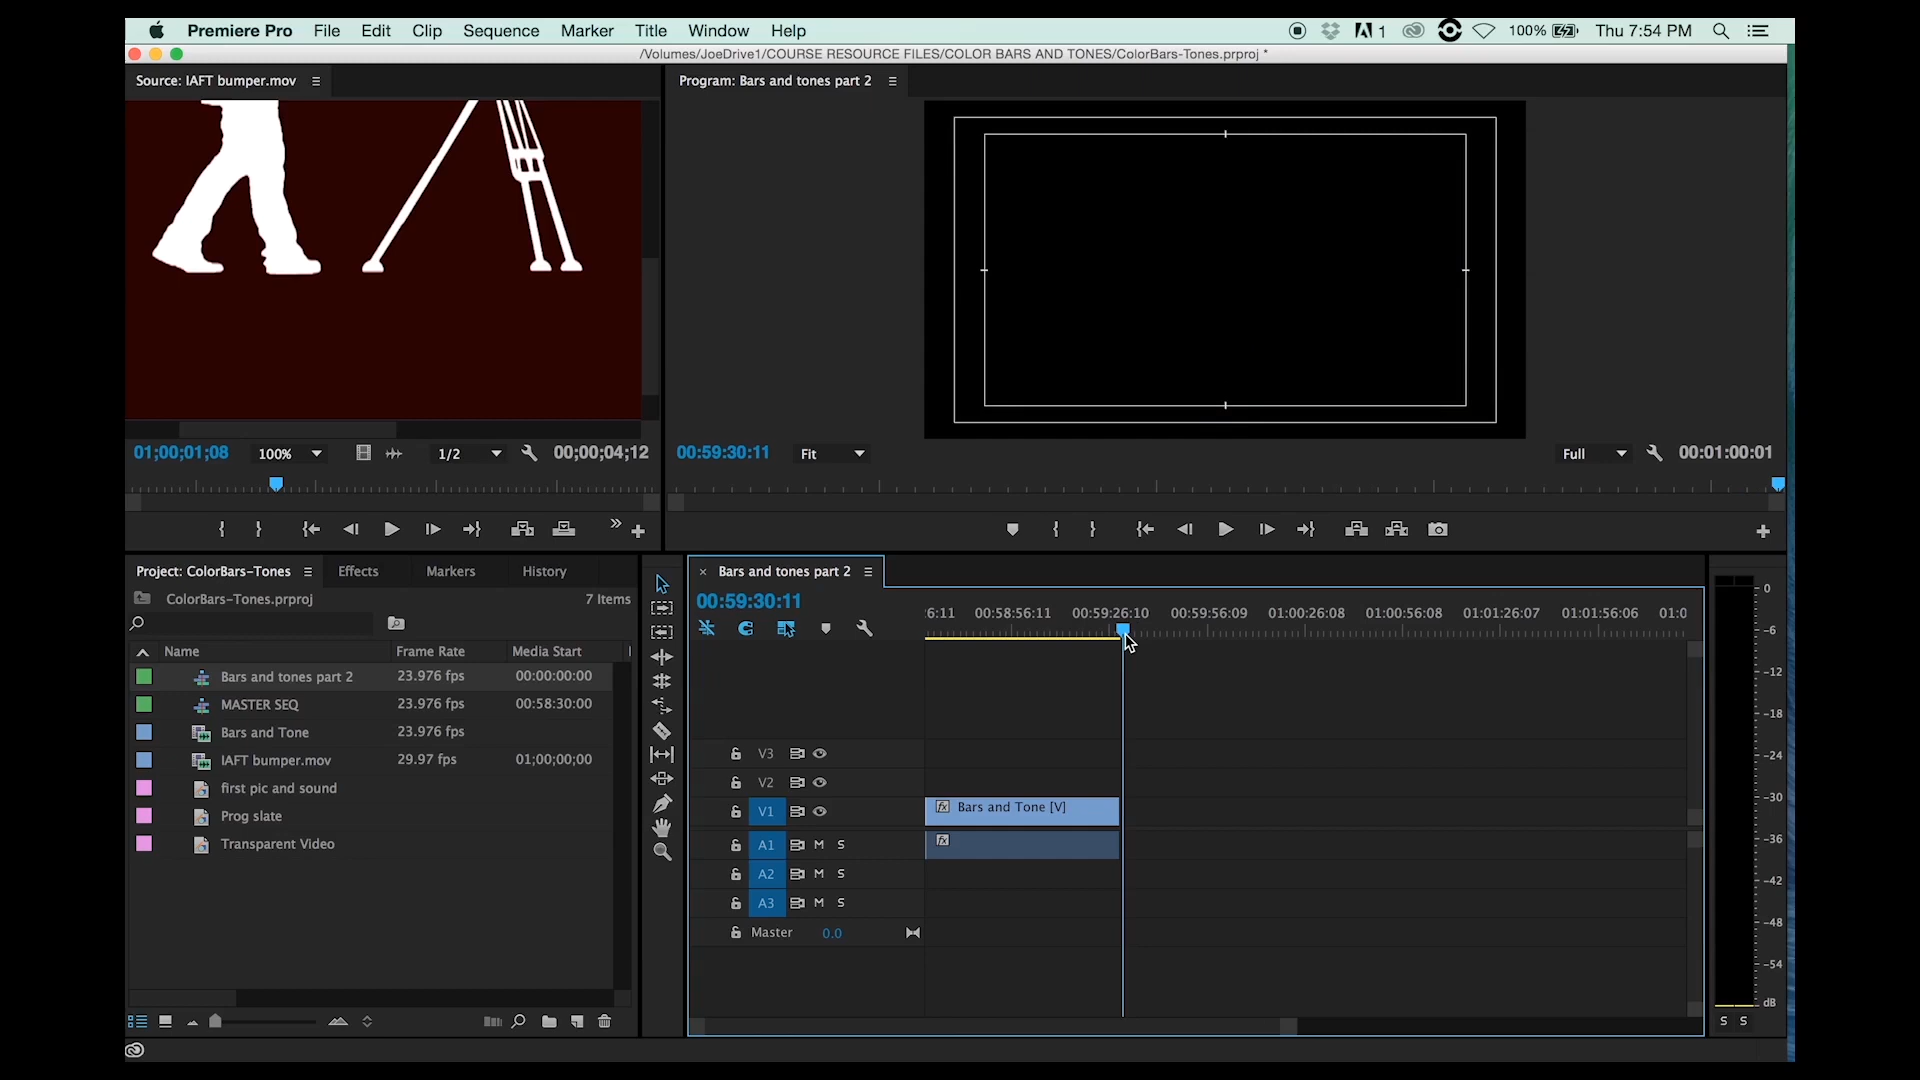 Premiere Pro File Edit Clip Sequence Marker Title Window Help 1 100% Thu 7:54 PM
/Volumes/JoeDrive1/COURSE RESOURCE FILES/COLOR BARS AND TONES/ColorBars-Tones.prproj *
Source: IAFT bumper.mov
Program: Bars and tones part 2
01;00;01;08 100% 1/2 00;00;04;12
00:59:30:11 Fit Full 00:01:00:01
Project: ColorBars-Tones Effects Markers History
ColorBars-Tones.prproj 7 Items
Name Frame Rate Media Start
Bars and tones part 2 23.976 fps 00:00:00:00
MASTER SEQ 23.976 fps 00:58:30:00
Bars and Tone 23.976 fps
IAFT bumper.mov 29.97 fps 01;00;00;00
first pic and sound
Prog slate
Transparent Video
× Bars and tones part 2
00:59:30:11
:6:11 00:58:56:11 00:59:26:10 00:59:56:09 01:00:26:08 01:00:56:08 01:01:26:07 01:01:56:06 01:0
V3
V2
V1 fx Bars and Tone [V]
A1 M S fx
A2 M S
A3 M S
Master 0.0
0
-6
-12
-18
-24
-30
-36
-42
-48
-54
dB
S S